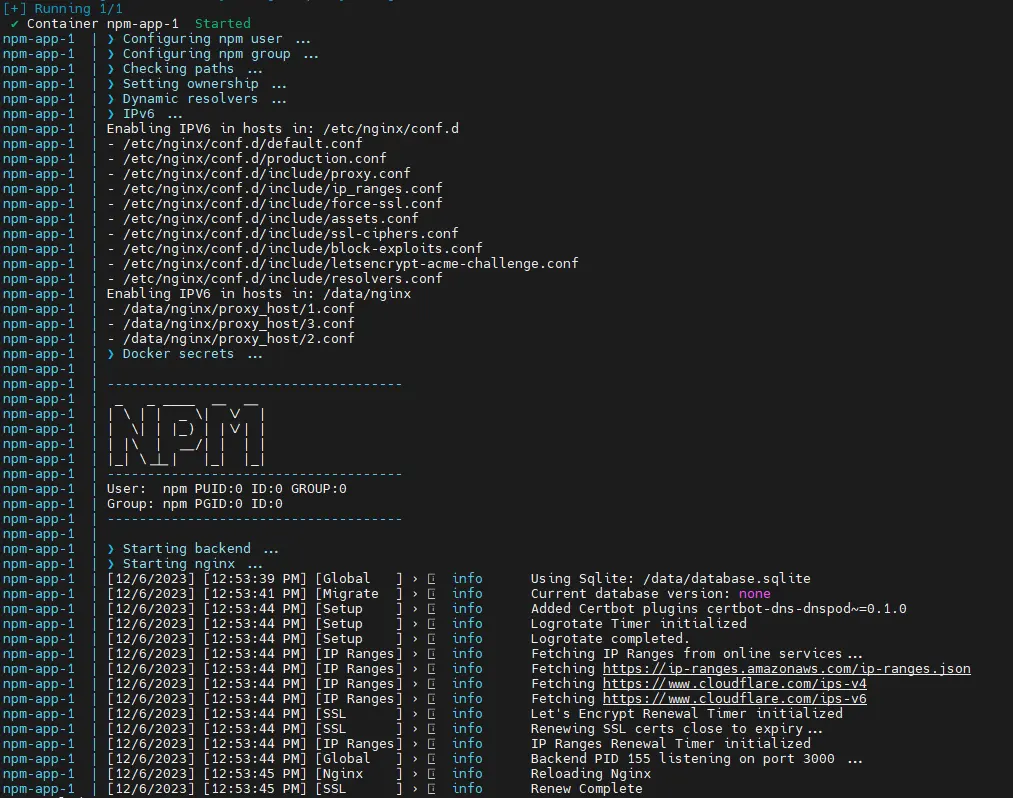 [+] Running 1/1
✔ Container npm-app-1  Started
npm-app-1  | ❯ Configuring npm user ...
npm-app-1  | ❯ Configuring npm group ...
npm-app-1  | ❯ Checking paths ...
npm-app-1  | ❯ Setting ownership ...
npm-app-1  | ❯ Dynamic resolvers ...
npm-app-1  | ❯ IPv6 ...
npm-app-1  | Enabling IPV6 in hosts in: /etc/nginx/conf.d
npm-app-1  | - /etc/nginx/conf.d/default.conf
npm-app-1  | - /etc/nginx/conf.d/production.conf
npm-app-1  | - /etc/nginx/conf.d/include/proxy.conf
npm-app-1  | - /etc/nginx/conf.d/include/ip_ranges.conf
npm-app-1  | - /etc/nginx/conf.d/include/force-ssl.conf
npm-app-1  | - /etc/nginx/conf.d/include/assets.conf
npm-app-1  | - /etc/nginx/conf.d/include/ssl-ciphers.conf
npm-app-1  | - /etc/nginx/conf.d/include/block-exploits.conf
npm-app-1  | - /etc/nginx/conf.d/include/letsencrypt-acme-challenge.conf
npm-app-1  | - /etc/nginx/conf.d/include/resolvers.conf
npm-app-1  | Enabling IPV6 in hosts in: /data/nginx
npm-app-1  | - /data/nginx/proxy_host/1.conf
npm-app-1  | - /data/nginx/proxy_host/3.conf
npm-app-1  | - /data/nginx/proxy_host/2.conf
npm-app-1  | ❯ Docker secrets ...
npm-app-1  |
npm-app-1  | -------------------------------------
npm-app-1  |  _   _ ____  __  __
npm-app-1  | | \ | |  _ \|  \/  |
npm-app-1  | |  \| | |_) | |\/| |
npm-app-1  | | |\  |  __/| |  | |
npm-app-1  | |_| \_|_|   |_|  |_|
npm-app-1  | -------------------------------------
npm-app-1  | User:  npm PUID:0 ID:0 GROUP:0
npm-app-1  | Group: npm PGID:0 ID:0
npm-app-1  | -------------------------------------
npm-app-1  |
npm-app-1  | ❯ Starting backend ...
npm-app-1  | ❯ Starting nginx ...
npm-app-1  | [12/6/2023] [12:53:39 PM] [Global   ] › info      Using Sqlite: /data/database.sqlite
npm-app-1  | [12/6/2023] [12:53:41 PM] [Migrate  ] › info      Current database version: none
npm-app-1  | [12/6/2023] [12:53:44 PM] [Setup    ] › info      Added Certbot plugins certbot-dns-dnspod~=0.1.0
npm-app-1  | [12/6/2023] [12:53:44 PM] [Setup    ] › info      Logrotate Timer initialized
npm-app-1  | [12/6/2023] [12:53:44 PM] [Setup    ] › info      Logrotate completed.
npm-app-1  | [12/6/2023] [12:53:44 PM] [IP Ranges] › info      Fetching IP Ranges from online services...
npm-app-1  | [12/6/2023] [12:53:44 PM] [IP Ranges] › info      Fetching https://ip-ranges.amazonaws.com/ip-ranges.json
npm-app-1  | [12/6/2023] [12:53:44 PM] [IP Ranges] › info      Fetching https://www.cloudflare.com/ips-v4
npm-app-1  | [12/6/2023] [12:53:44 PM] [IP Ranges] › info      Fetching https://www.cloudflare.com/ips-v6
npm-app-1  | [12/6/2023] [12:53:44 PM] [SSL      ] › info      Let's Encrypt Renewal Timer initialized
npm-app-1  | [12/6/2023] [12:53:44 PM] [SSL      ] › info      Renewing SSL certs close to expiry...
npm-app-1  | [12/6/2023] [12:53:44 PM] [IP Ranges] › info      IP Ranges Renewal Timer initialized
npm-app-1  | [12/6/2023] [12:53:44 PM] [Global   ] › info      Backend PID 155 listening on port 3000 ...
npm-app-1  | [12/6/2023] [12:53:45 PM] [Nginx    ] › info      Reloading Nginx
npm-app-1  | [12/6/2023] [12:53:45 PM] [SSL      ] › info      Renew Complete